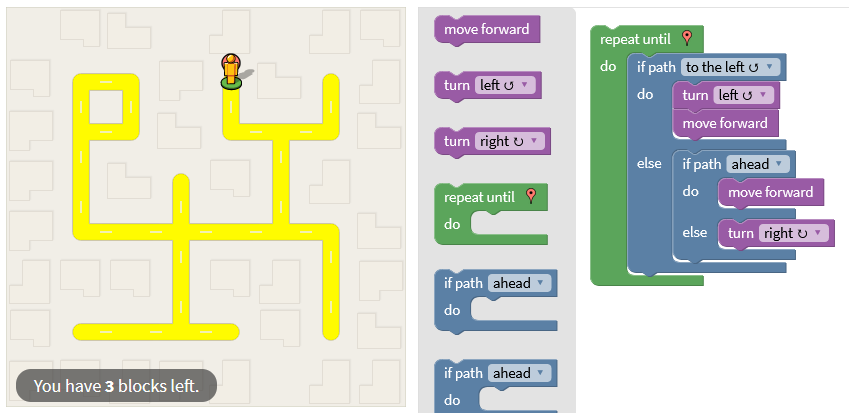 move forward
turn left ↺ ▼
turn right ↻ ▼
repeat until
do
if path ahead ▼
do
if path ahead ▼
do
repeat until
do
if path to the left ↺ ▼
do
turn left ↺ ▼
move forward
else
if path ahead ▼
do
move forward
else
turn right ↻ ▼
You have 3 blocks left.